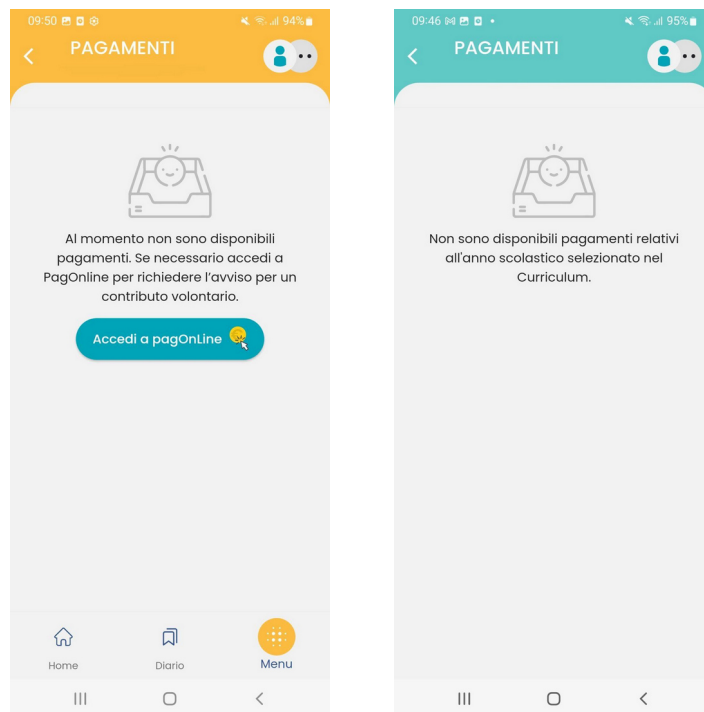 09:50
94%
PAGAMENTI
Al momento non sono disponibili
pagamenti. Se necessario accedi a
PagOnline per richiedere l'avviso per un
contributo volontario.
Accedi a pagOnLine
Home
Diario
Menu
09:46
95%
PAGAMENTI
Non sono disponibili pagamenti relativi
all'anno scolastico selezionato nel
Curriculum.